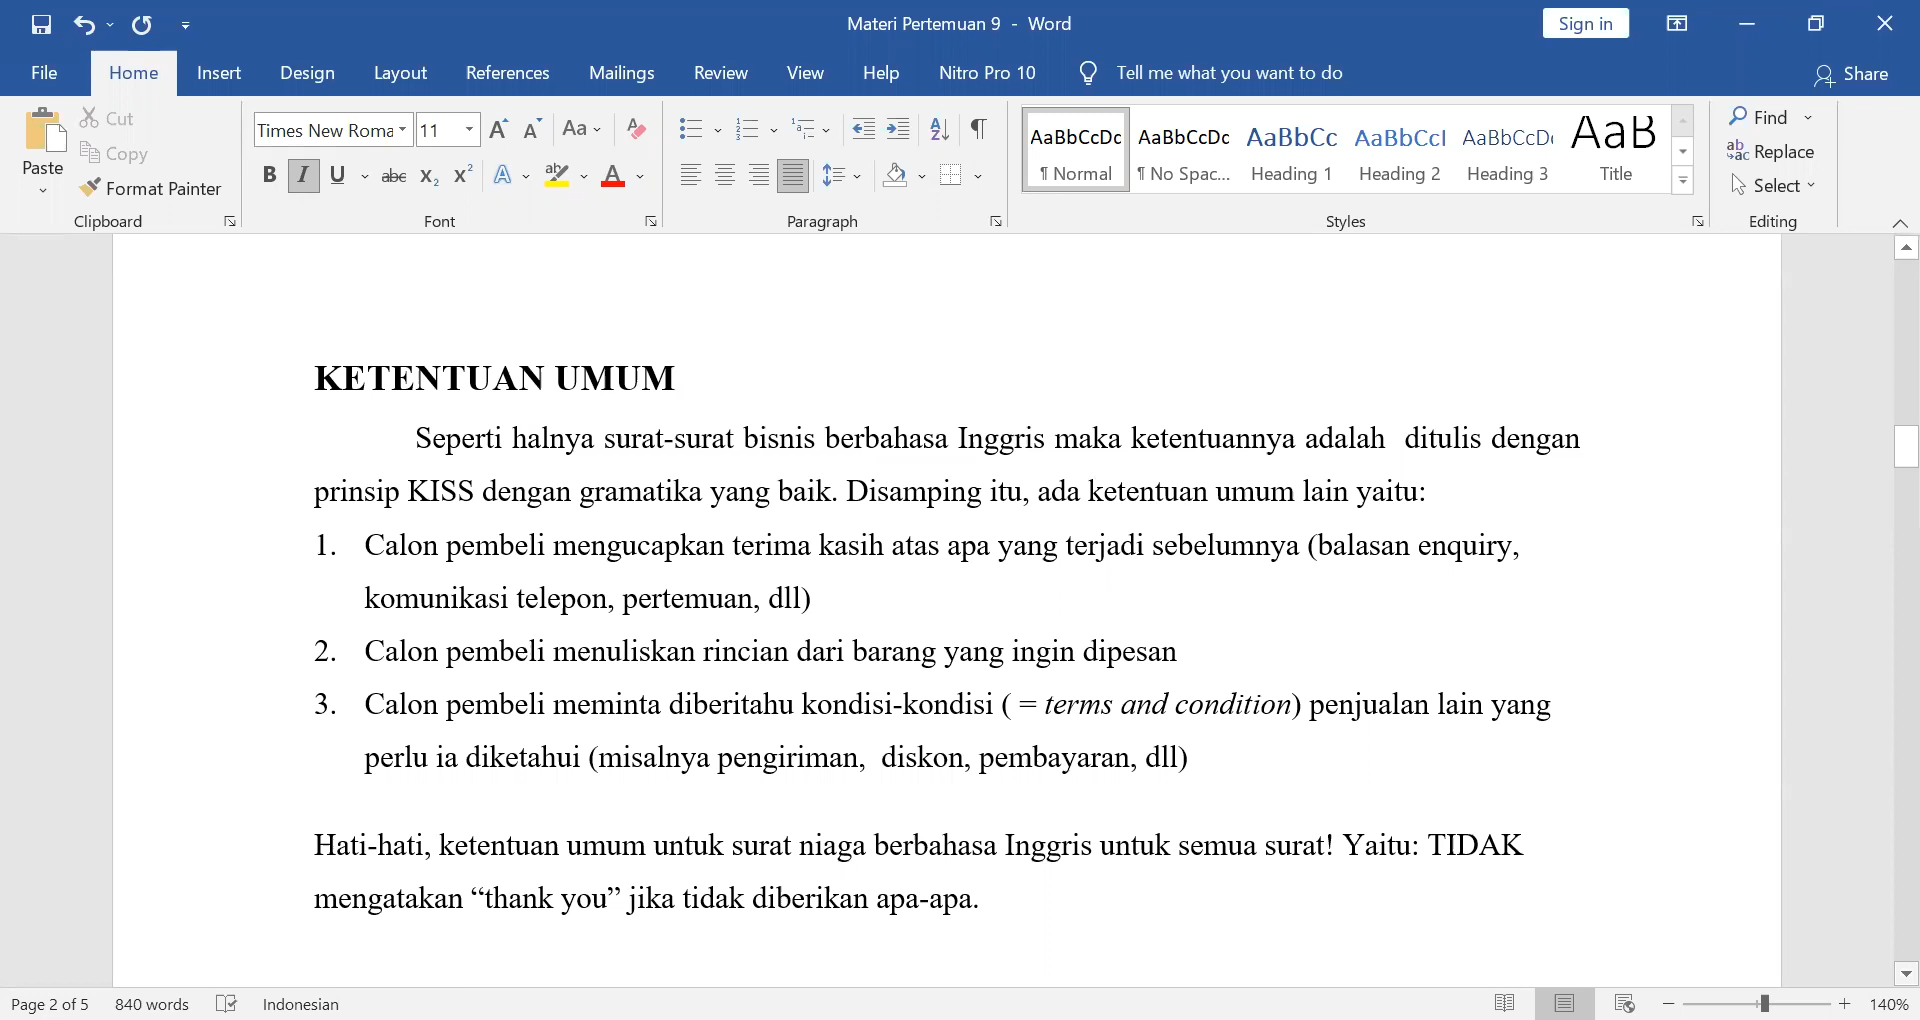 Materi Pertemuan 9 - Word
Sign in
File Home Insert Design Layout References Mailings Review View Help Nitro Pro 10 Tell me what you want to do Share
Paste
Cut
Copy
Format Painter
Clipboard
Times New Roma 11
Font
Paragraph
AaBbCcDc AaBbCcDc AaBbCc AaBbCcI AaBbCcD AaB
¶ Normal ¶ No Spac... Heading 1 Heading 2 Heading 3 Title
Styles
Find
Replace
Select
Editing
KETENTUAN UMUM
Seperti halnya surat-surat bisnis berbahasa Inggris maka ketentuannya adalah ditulis dengan
prinsip KISS dengan gramatika yang baik. Disamping itu, ada ketentuan umum lain yaitu:
1. Calon pembeli mengucapkan terima kasih atas apa yang terjadi sebelumnya (balasan enquiry,
komunikasi telepon, pertemuan, dll)
2. Calon pembeli menuliskan rincian dari barang yang ingin dipesan
3. Calon pembeli meminta diberitahu kondisi-kondisi ( = terms and condition) penjualan lain yang
perlu ia diketahui (misalnya pengiriman, diskon, pembayaran, dll)
Hati-hati, ketentuan umum untuk surat niaga berbahasa Inggris untuk semua surat! Yaitu: TIDAK
mengatakan “thank you” jika tidak diberikan apa-apa.
Page 2 of 5 840 words Indonesian 140%